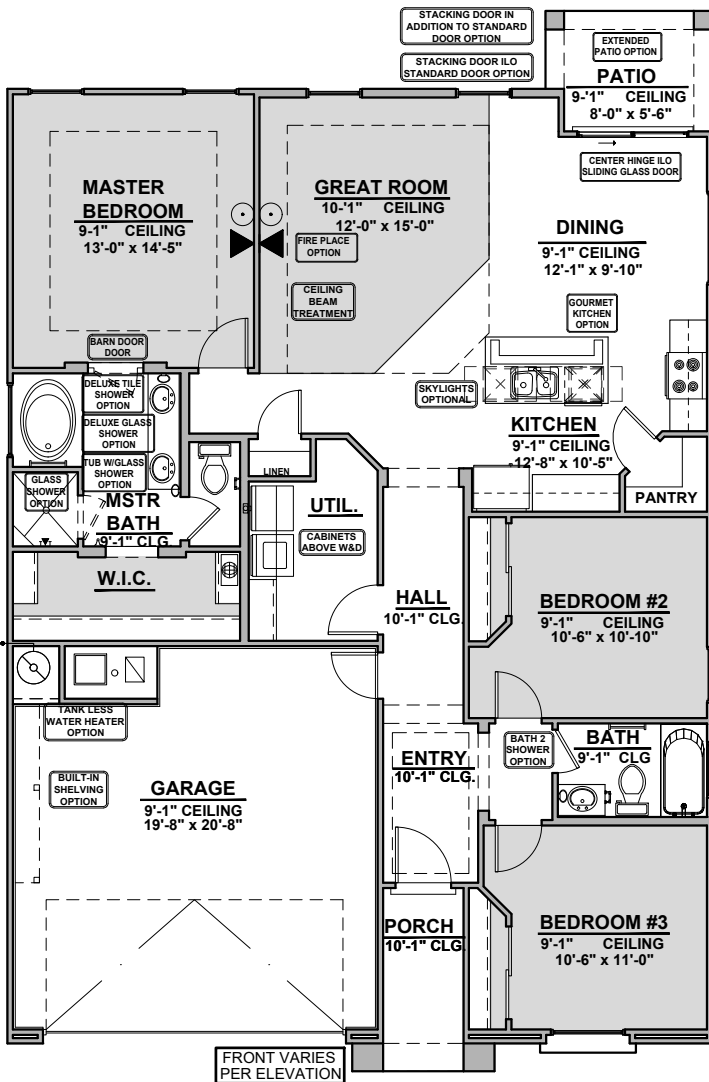 STACKING DOOR IN
ADDITION TO STANDARD
DOOR OPTION
STACKING DOOR ILO
STANDARD DOOR OPTION
EXTENDED
PATIO OPTION
PATIO
9-'1" CEILING
8'-0" x 5'-6"
CENTER HINGE ILO
SLIDING GLASS DOOR
MASTER
BEDROOM
9-1" CEILING
13'-0" x 14'-5"
GREAT ROOM
10-'1" CEILING
12'-0" x 15'-0"
FIRE PLACE
OPTION
CEILING
BEAM
TREATMENT
DINING
9'-1" CEILING
12'-1" x 9'-10"
GOURMET
KITCHEN
OPTION
BARN DOOR
DOOR
DELUXE TILE
SHOWER
OPTION
DELUXE GLASS
SHOWER
OPTION
TUB W/GLASS
SHOWER
OPTION
GLASS
SHOWER
OPTION
MSTR
BATH
9'-1" CLG.
SKYLIGHTS
OPTIONAL
KITCHEN
9'-1" CEILING
12'-8" x 10'-5"
PANTRY
LINEN
UTIL.
CABINETS
ABOVE W&D
W.I.C.
HALL
10'-1" CLG.
BEDROOM #2
9'-1" CEILING
10'-6" x 10'-10"
TANK LESS
WATER HEATER
OPTION
BUILT-IN
SHELVING
OPTION
GARAGE
9'-1" CEILING
19'-8" x 20'-8"
ENTRY
10'-1" CLG.
BATH 2
SHOWER
OPTION
BATH
9'-1" CLG
PORCH
10'-1" CLG.
BEDROOM #3
9'-1" CEILING
10'-6" x 11'-0"
FRONT VARIES
PER ELEVATION